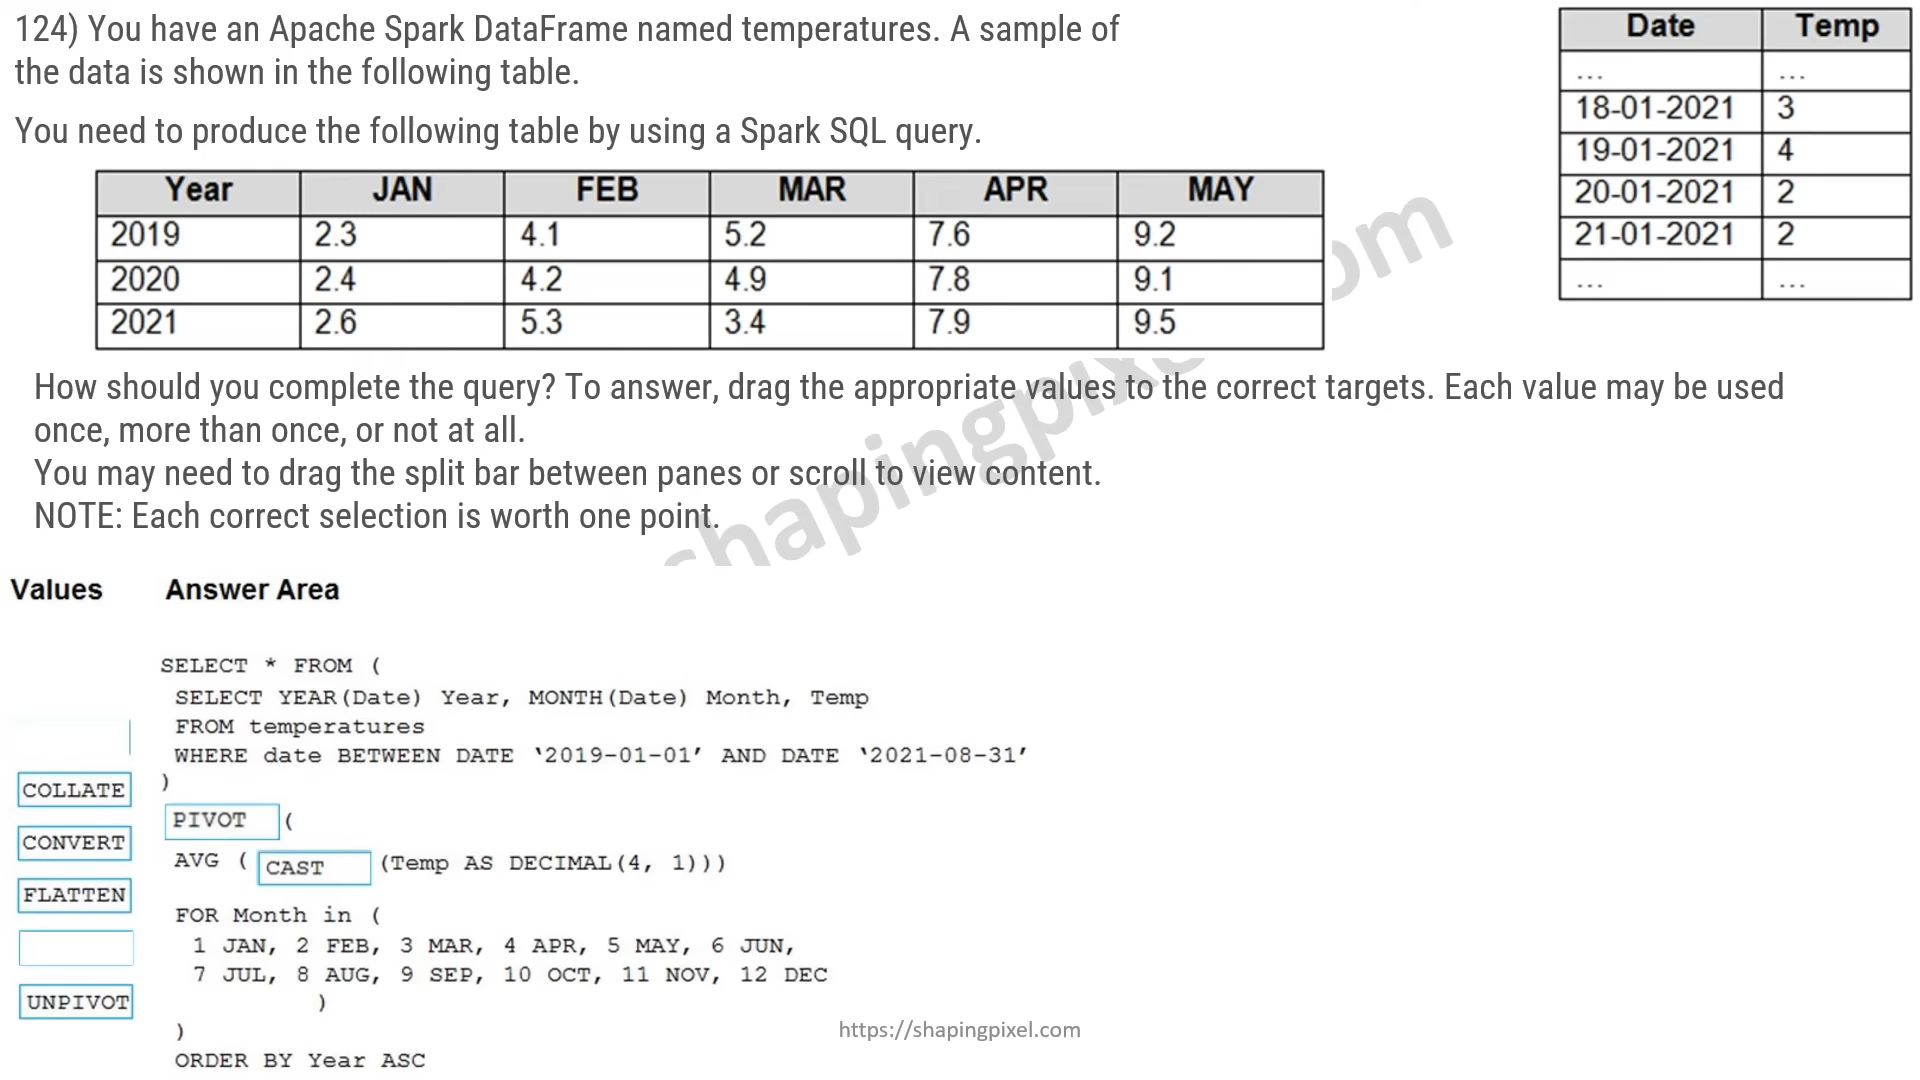 124) You have an Apache Spark DataFrame named temperatures. A sample of
the data is shown in the following table.
You need to produce the following table by using a Spark SQL query.
Date Temp
... ...
18-01-2021 3
19-01-2021 4
20-01-2021 2
21-01-2021 2
... ...
Year JAN FEB MAR APR MAY
2019 2.3 4.1 5.2 7.6 9.2
2020 2.4 4.2 4.9 7.8 9.1
2021 2.6 5.3 3.4 7.9 9.5
How should you complete the query? To answer, drag the appropriate values to the correct targets. Each value may be used
once, more than once, or not at all.
You may need to drag the split bar between panes or scroll to view content.
NOTE: Each correct selection is worth one point.
shapingpixel
om
Values
COLLATE
CONVERT
FLATTEN
UNPIVOT
Answer Area
SELECT * FROM (
SELECT YEAR(Date) Year, MONTH(Date) Month, Temp
FROM temperatures
WHERE date BETWEEN DATE ‘2019-01-01’ AND DATE ‘2021-08-31’
)
PIVOT (
AVG ( CAST (Temp AS DECIMAL(4, 1)))
FOR Month in (
1 JAN, 2 FEB, 3 MAR, 4 APR, 5 MAY, 6 JUN,
7 JUL, 8 AUG, 9 SEP, 10 OCT, 11 NOV, 12 DEC
)
)
ORDER BY Year ASC
https://shapingpixel.com